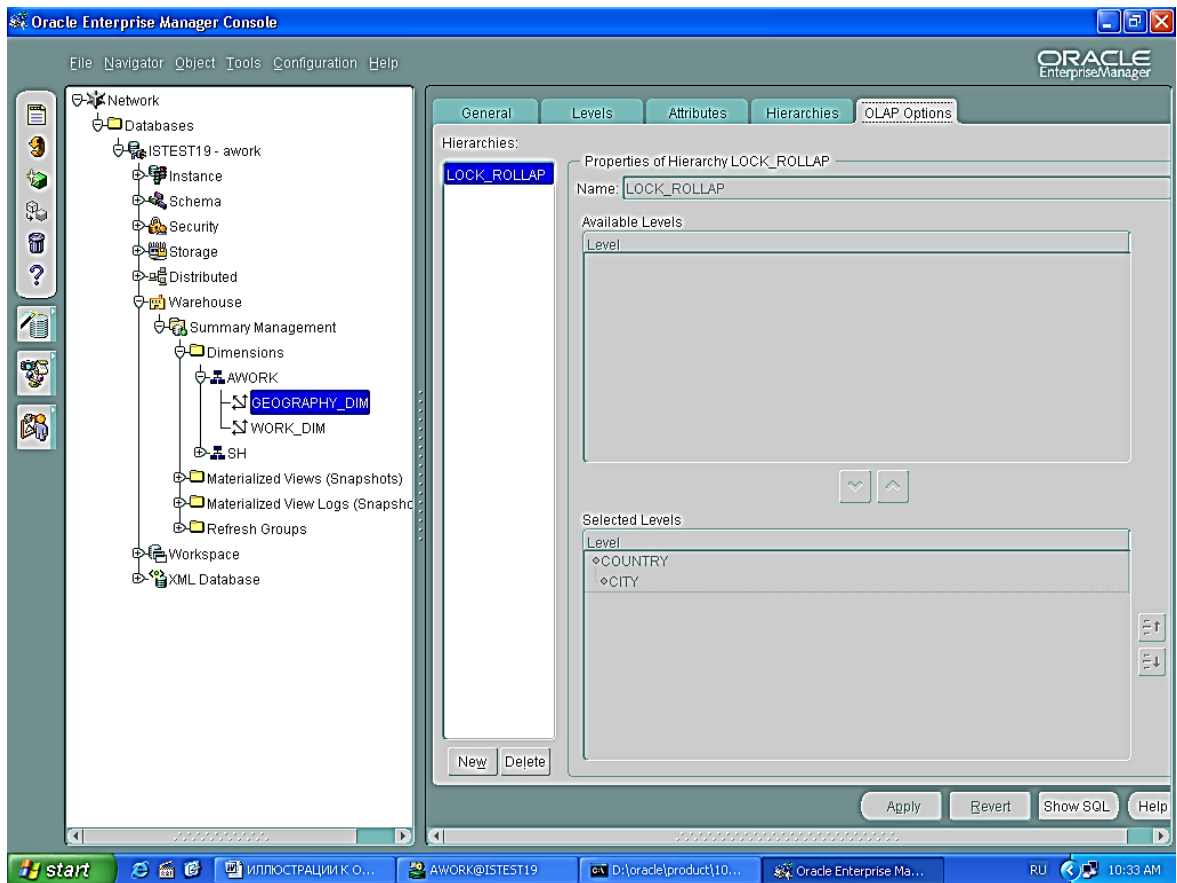 Oracle Enterprise Manager Console
File Navigator Object Tools Configuration Help
ORACLE
EnterpriseManager
Network
Databases
ISTEST19 - awork
Instance
Schema
Security
Storage
Distributed
Warehouse
Summary Management
Dimensions
AWORK
GEOGRAPHY_DIM
WORK_DIM
SH
Materialized Views (Snapshots)
Materialized View Logs (Snapsho
Refresh Groups
Workspace
XML Database
General Levels Attributes Hierarchies OLAP Options
Hierarchies:
LOCK_ROLLAP
Properties of Hierarchy LOCK_ROLLAP
Name: LOCK_ROLLAP
Available Levels
Level
Selected Levels
Level
COUNTRY
CITY
New Delete
Apply Revert Show SQL Help
start ИЛЛЮСТРАЦИИ К О... AWORK@ISTEST19 D:\oracle\product\10... Oracle Enterprise Ma... RU 10:33 AM